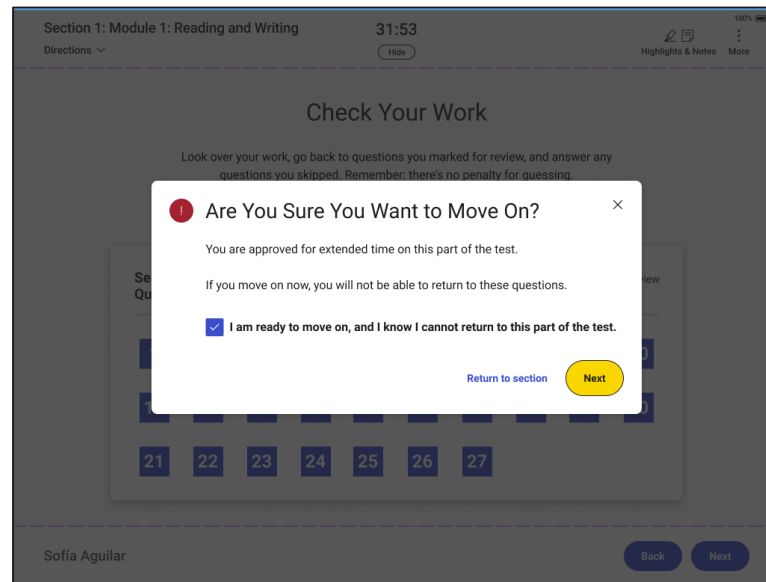 Section 1: Module 1: Reading and Writing
31:53
100%
Directions
Hide
Highlights & Notes
More
Check Your Work
Look over your work, go back to questions you marked for review, and answer any
questions you skipped. Remember: there's no penalty for guessing.
Are You Sure You Want to Move On?
You are approved for extended time on this part of the test.
If you move on now, you will not be able to return to these questions.
I am ready to move on, and I know I cannot return to this part of the test.
Return to section
Next
21 22 23 24 25 26 27
Sofia Aguilar
Back
Next